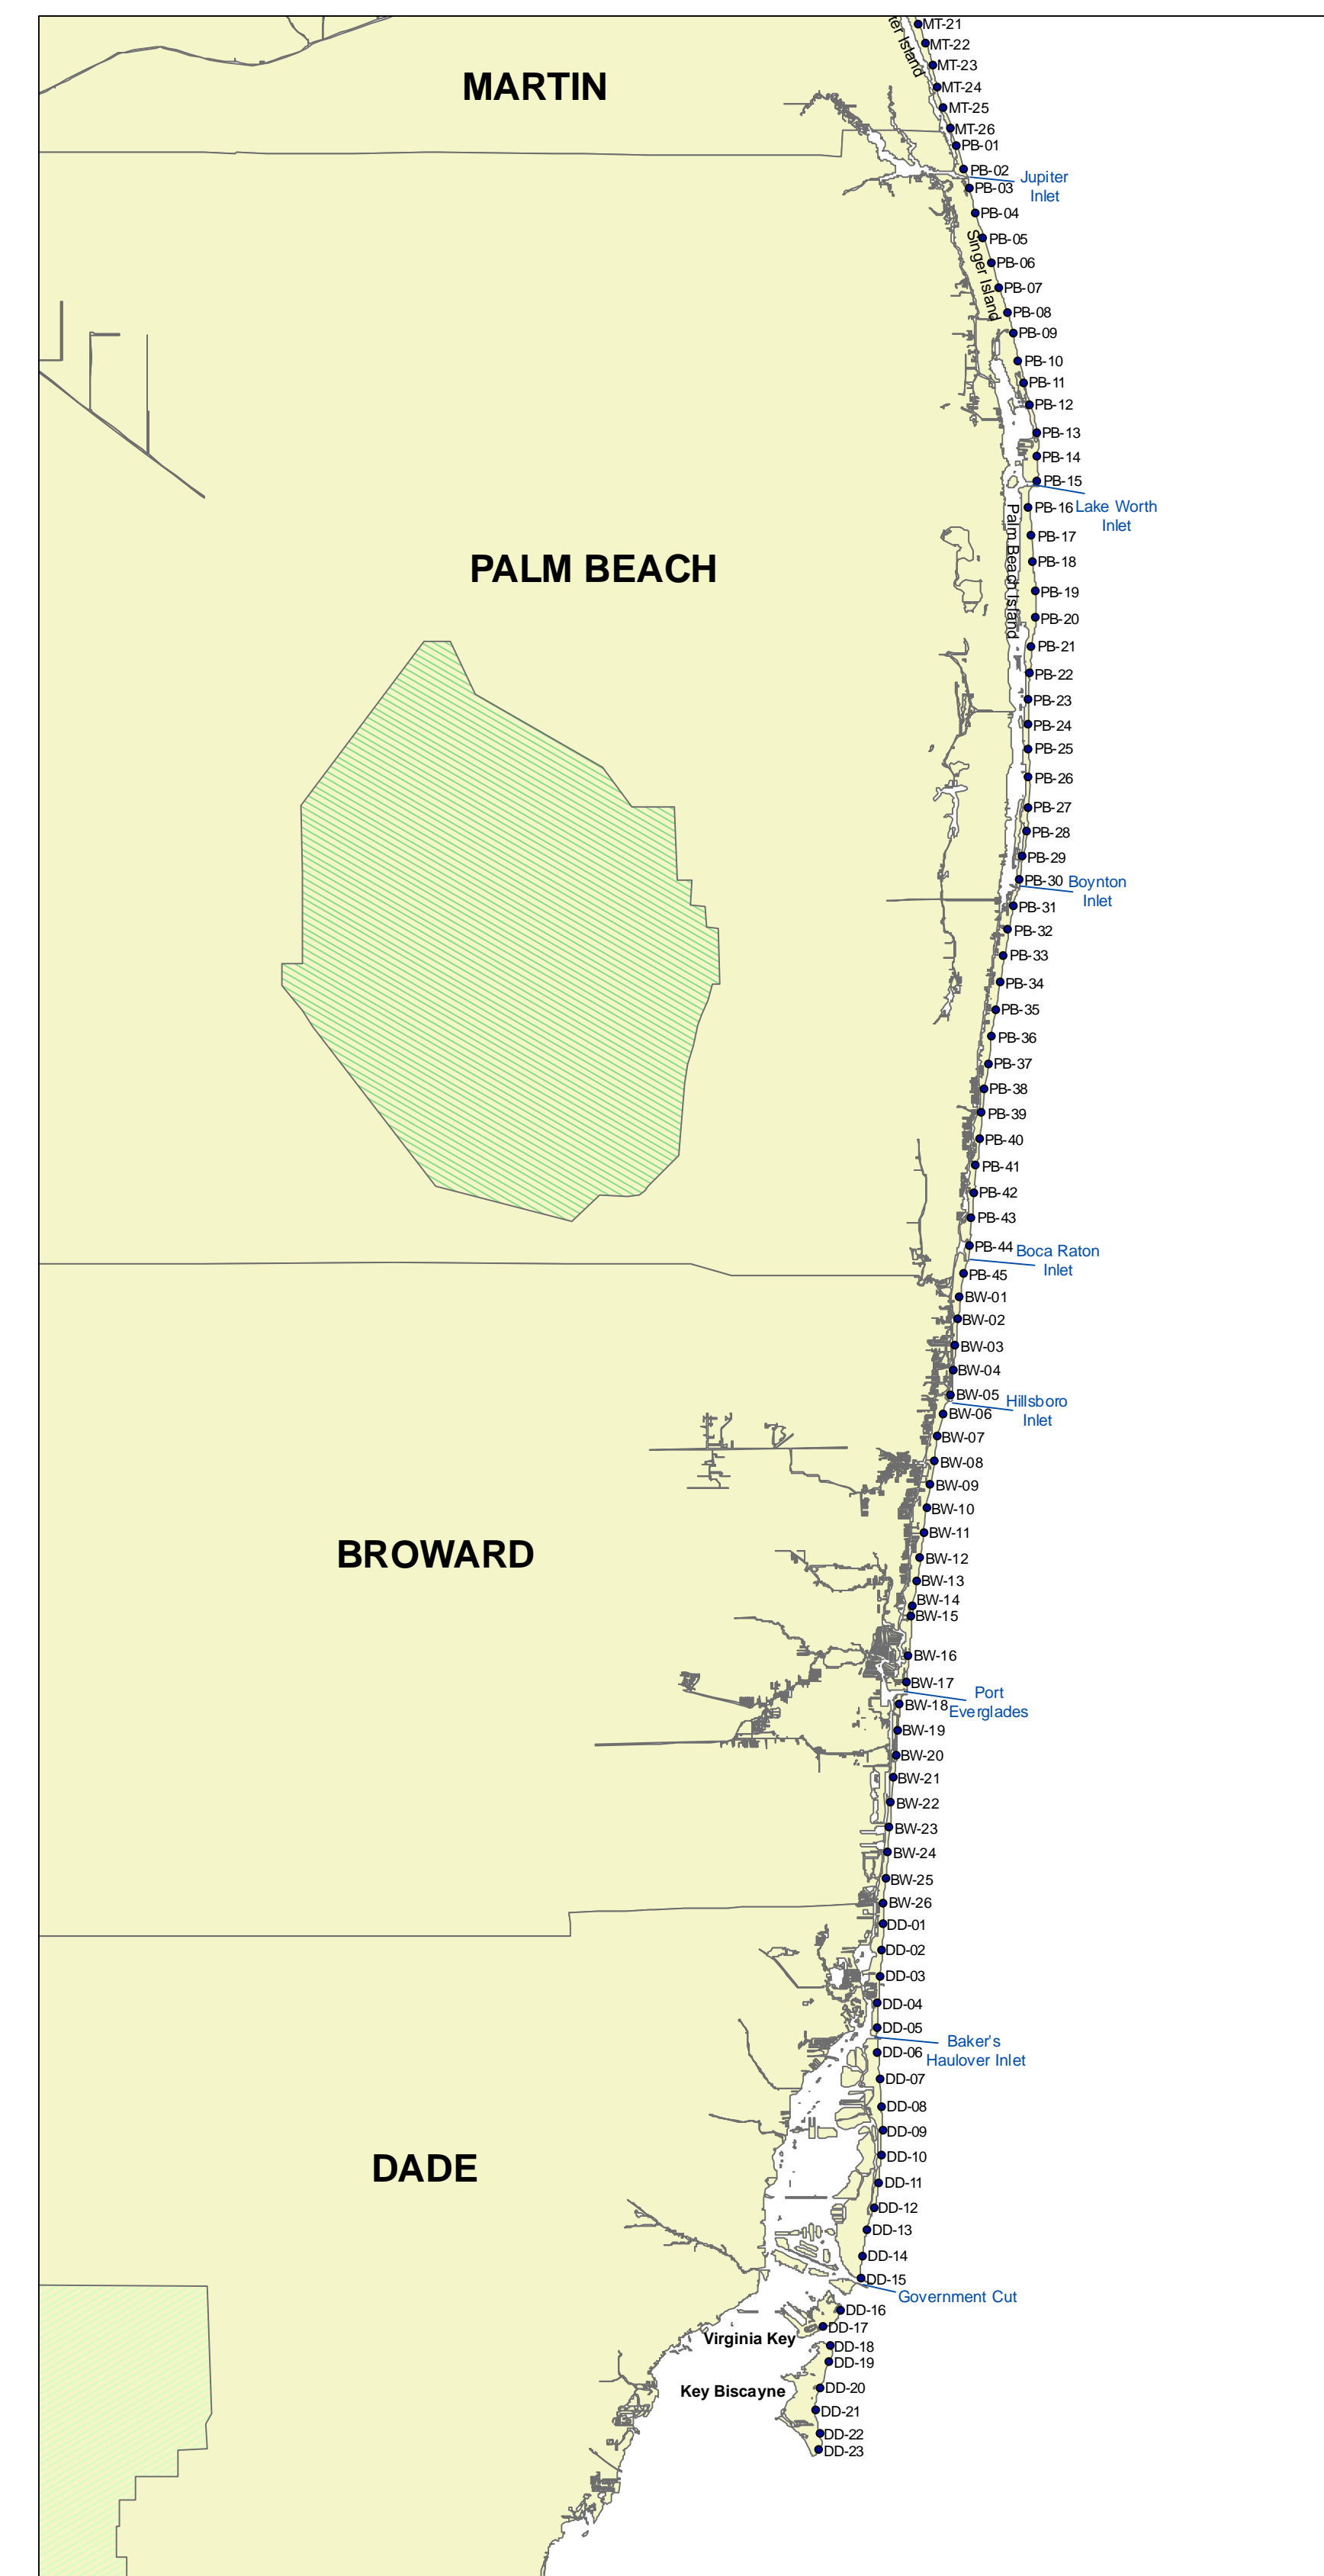 MT-21
ter Island
MT-22
MT-23
MARTIN
MT-24
MT-25
MT-26
PB-01
PB-02
Jupiter
Inlet
PB-03
PB-04
PB-05
Singer Island
PB-06
PB-07
PB-08
PB-09
PB-10
PB-11
PB-12
PB-13
PB-14
PB-15
PB-16
Lake Worth
Inlet
PB-17
Palm Beach Island
PALM BEACH
PB-18
PB-19
PB-20
PB-21
PB-22
PB-23
PB-24
PB-25
PB-26
PB-27
PB-28
PB-29
PB-30
Boynton
Inlet
PB-31
PB-32
PB-33
PB-34
PB-35
PB-36
PB-37
PB-38
PB-39
PB-40
PB-41
PB-42
PB-43
PB-44
Boca Raton
Inlet
PB-45
BW-01
BW-02
BW-03
BW-04
BW-05
Hillsboro
Inlet
BW-06
BW-07
BW-08
BW-09
BW-10
BW-11
BROWARD
BW-12
BW-13
BW-14
BW-15
BW-16
BW-17
Port
Everglades
BW-18
BW-19
BW-20
BW-21
BW-22
BW-23
BW-24
BW-25
BW-26
DD-01
DD-02
DD-03
DD-04
DD-05
Baker's
Haulover Inlet
DD-06
DD-07
DD-08
DD-09
DD-10
DADE
DD-11
DD-12
DD-13
DD-14
DD-15
Government Cut
DD-16
DD-17
Virginia Key
DD-18
DD-19
DD-20
Key Biscayne
DD-21
DD-22
DD-23